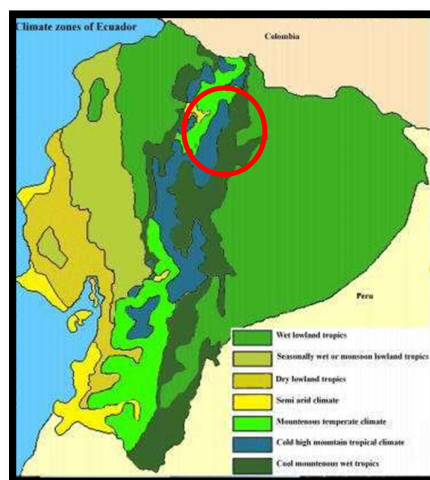 Climate zones of Ecuador
Colombia
Peru
Wet lowland tropics
Seasonally wet or monsoon lowland tropics
Dry lowland tropics
Semi arid climate
Mountenous temperate climate
Cold high mountain tropical climate
Cool mountenous wet tropics